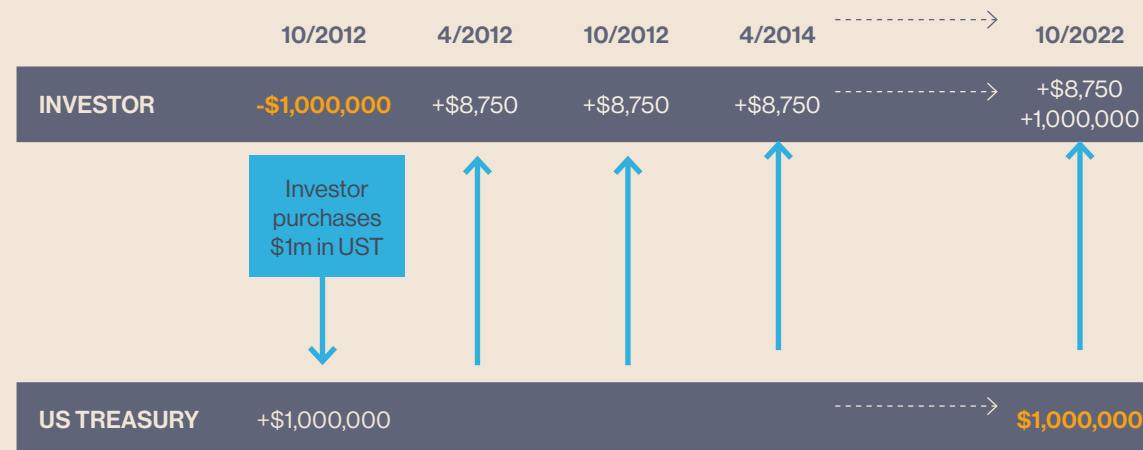 10/2012 4/2012 10/2012 4/2014 10/2022
INVESTOR -$1,000,000 +$8,750 +$8,750 +$8,750 +$8,750
+1,000,000
Investor
purchases
$1m in UST
US TREASURY +$1,000,000 $1,000,000